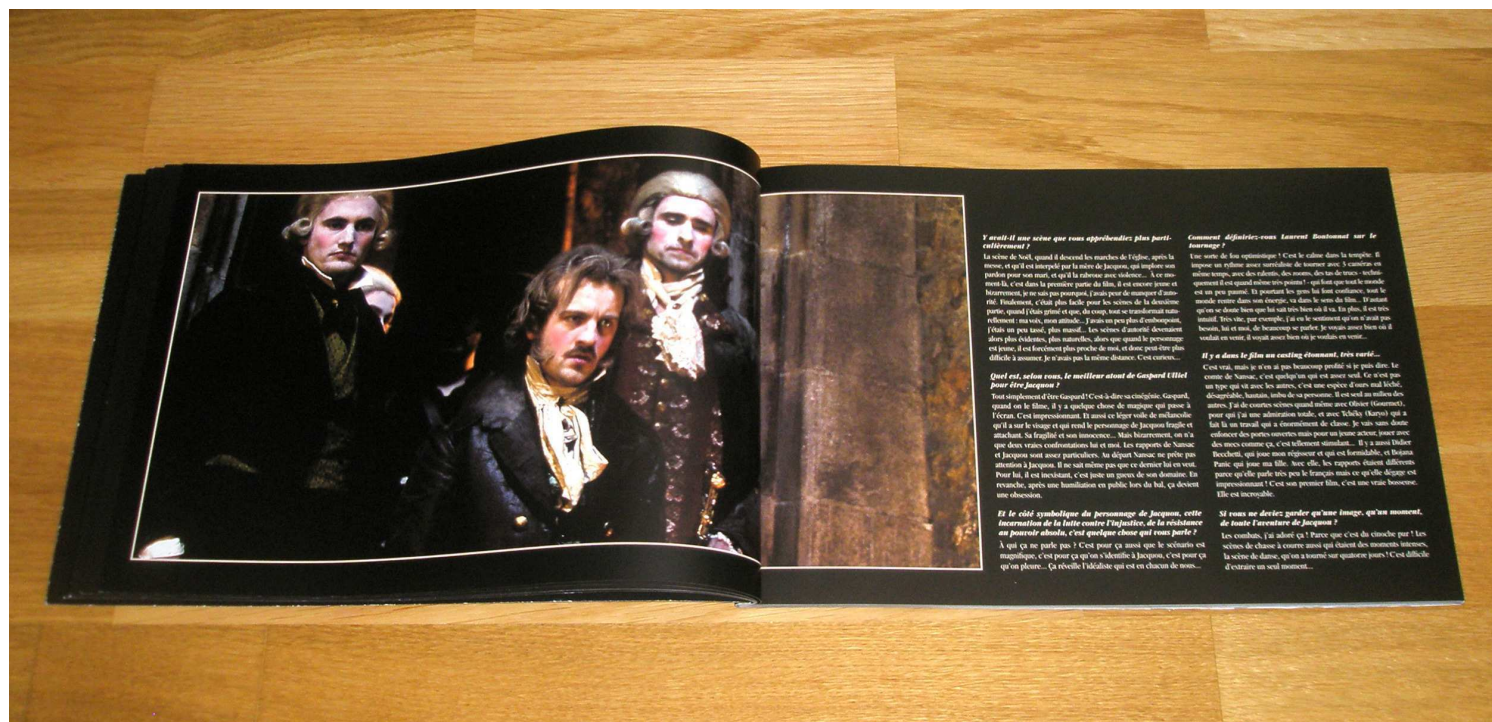 Y avait-il une scène que vous appréhendiez plus parti-
culièrement ?
La scène de Noël, quand il descend les marches de l'église, après la
messe, et qu'il est interpelé par la mère de Jacquou, qui implore son
pardon pour son mari, et qu'il la rabroue avec violence... À ce mo-
ment-là, c'est dans la première partie du film, il est encore jeune et
bizarrement, je ne sais pas pourquoi, j'avais peur de manquer d'auto-
rité. Finalement, c'était plus facile pour les scènes de la deuxième
partie, quand j'étais grimé et que, du coup, tout se transformait natu-
rellement : ma voix, mon attitude... J'avais un peu plus d'embonpoint,
j'étais un peu tassé, plus massif... Les scènes d'autorité devenaient
alors plus évidentes, plus naturelles, alors que quand le personnage
est jeune, il est forcément plus proche de moi, et donc peut-être plus
difficile à assumer. Je n'avais pas la même distance. C'est curieux...
Quel est, selon vous, le meilleur atout de Gaspard Ulliel
pour être Jacquou ?
Tout simplement d'être Gaspard ! C'est-à-dire sa cinégénie. Gaspard,
quand on le filme, il y a quelque chose de magique qui passe à
l'écran. C'est impressionnant. Et aussi ce léger voile de mélancolie
qu'il a sur le visage et qui rend le personnage de Jacquou fragile et
attachant. Sa fragilité et son innocence... Mais bizarrement, on n'a
que deux vraies confrontations lui et moi. Les rapports de Nansac
et Jacquou sont assez particuliers. Au départ Nansac ne prête pas
attention à Jacquou. Il ne sait même pas que ce dernier lui en veut.
Pour lui, il est inexistant, c'est juste un gueux de son domaine. En
revanche, après une humiliation en public lors du bal, ça devient
une obsession.
Et le côté symbolique du personnage de Jacquou, cette
incarnation de la lutte contre l'injustice, de la résistance
au pouvoir absolu, c'est quelque chose qui vous parle ?
À qui ça ne parle pas ? C'est pour ça aussi que le scénario est
magnifique, c'est pour ça qu'on s'identifie à Jacquou, c'est pour ça
qu'on pleure... Ça réveille l'idéaliste qui est en chacun de nous...
Comment définiriez-vous Laurent Boutonnat sur le
tournage ?
Une sorte de fou optimistique ! C'est le calme dans la tempête. Il
impose un rythme assez surréaliste de tourner avec 3 caméras en
même temps, avec des ralentis, des zooms, des tas de trucs - techni-
quement il est quand même très pointu ! - qui font que tout le monde
est un peu paumé. Et pourtant les gens lui font confiance, tout le
monde rentre dans son énergie, va dans le sens du film... D'autant
qu'on se doute bien que lui sait très bien où il va. En plus, il est très
intuitif. Très vite, par exemple, j'ai eu le sentiment qu'on n'avait pas
besoin, lui et moi, de beaucoup se parler. Je voyais assez bien où il
voulait en venir, il voyait assez bien où je voulais en venir...
Il y a dans le film un casting étonnant, très varié...
C'est vrai, mais je n'en ai pas beaucoup profité si je puis dire. Le
comte de Nansac, c'est quelqu'un qui est assez seul. Ce n'est pas
un type qui vit avec les autres, c'est une espèce d'ours mal léché,
désagréable, hautain, imbu de sa personne. Il est seul au milieu des
autres. J'ai de courtes scènes quand même avec Olivier (Gourmet),
pour qui j'ai une admiration totale, et avec Tchéky (Karyo) qui a
fait là un travail qui a énormément de classe. Je vais sans doute
enfoncer des portes ouvertes mais pour un jeune acteur, jouer avec
des mecs comme ça, c'est tellement stimulant... Il y a aussi Didier
Becchetti, qui joue mon régisseur et qui est formidable, et Bojana
Panic qui joue ma fille. Avec elle, les rapports étaient différents
parce qu'elle parle très peu le français mais ce qu'elle dégage est
impressionnant ! C'est son premier film, c'est une vraie bosseuse.
Elle est incroyable.
Si vous ne deviez garder qu'une image, qu'un moment,
de toute l'aventure de Jacquou ?
Les combats, j'ai adoré ça ! Parce que c'est du cinoche pur ! Les
scènes de chasse à courre aussi qui étaient des moments intenses,
la scène de danse, qu'on a tourné sur quatorze jours ! C'est difficile
d'extraire un seul moment...